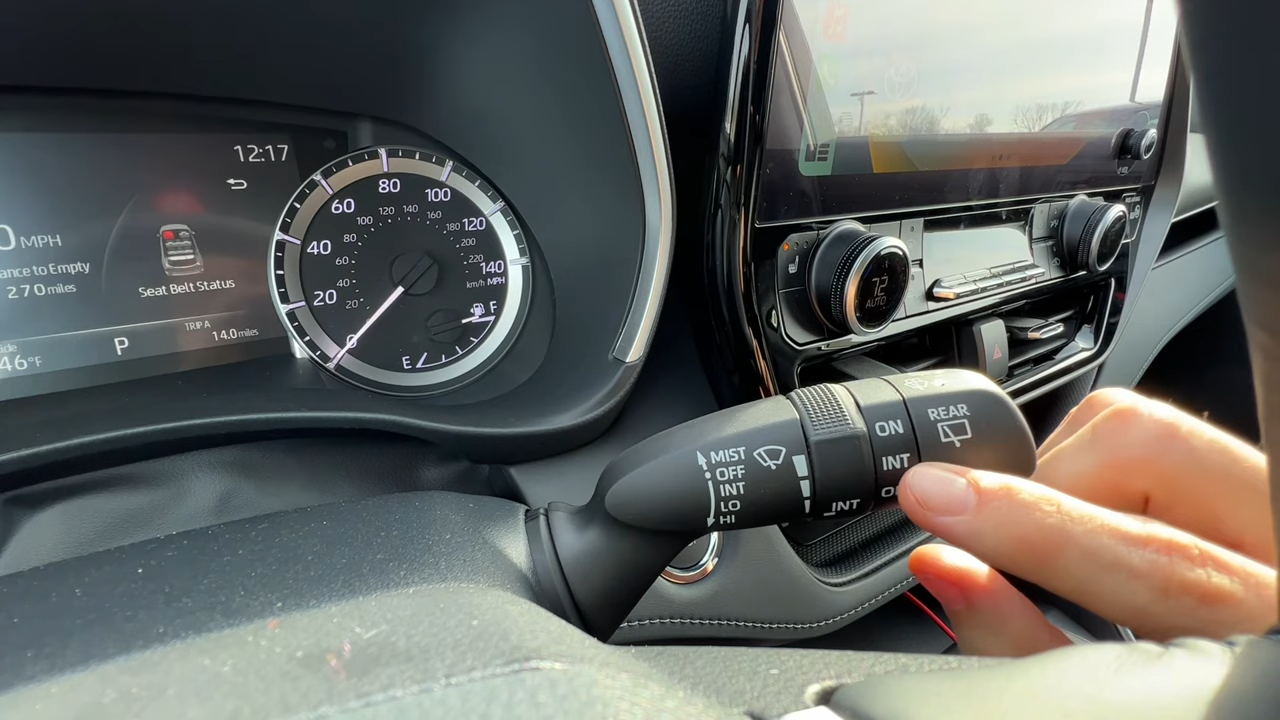 12:17
0 MPH
ance to Empty
270 miles
Seat Belt Status
ide
46°F
P
TRIP A
14.0 miles
20
40
60
80
100
120
140
20
40
60
80
100
120
140
160
180
200
220
km/h MPH
E
F
72
AUTO
MIST
OFF
INT
LO
HI
INT
ON
INT
O
REAR